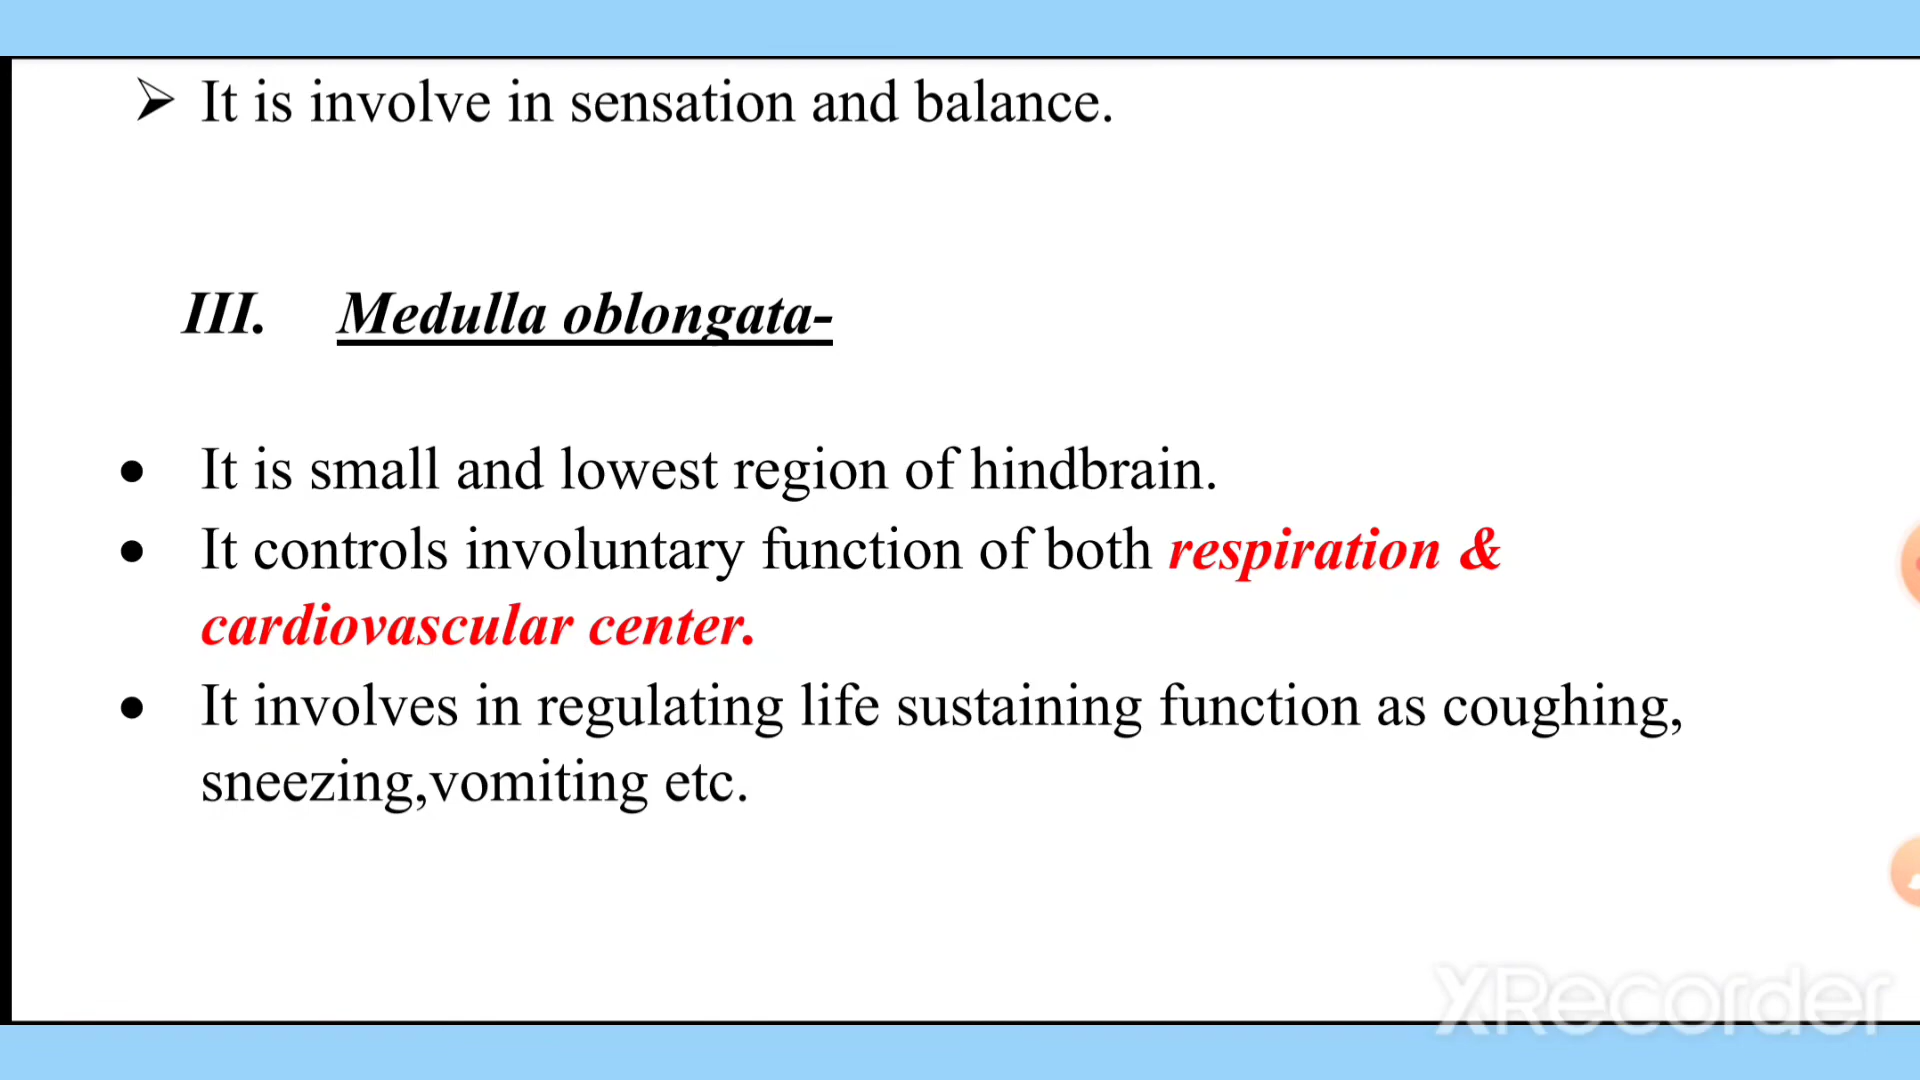 ➢ It is involve in sensation and balance.
III. Medulla oblongata-
• It is small and lowest region of hindbrain.
• It controls involuntary function of both respiration &
cardiovascular center.
• It involves in regulating life sustaining function as coughing,
sneezing,vomiting etc.
XRecorder